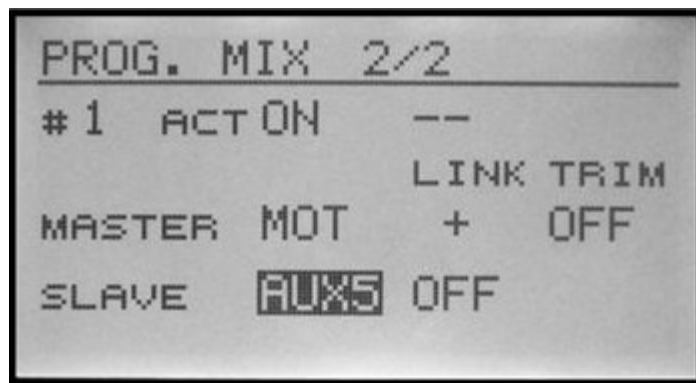 PROG. MIX 2/2
#1 ACT ON --
LINK TRIM
MASTER MOT + OFF
SLAVE AUX5 OFF